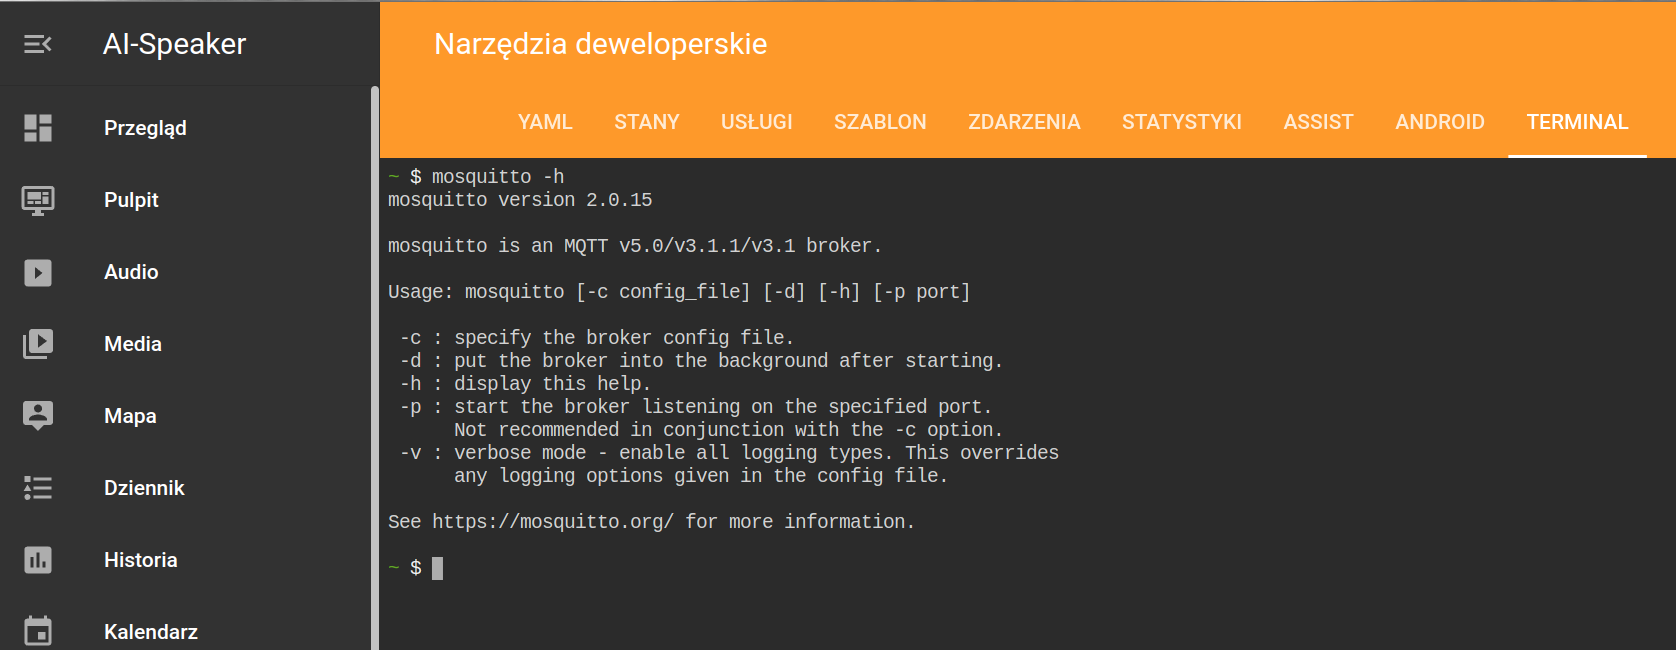 AI-Speaker
Przegląd
Pulpit
Audio
Media
Mapa
Dziennik
Historia
Kalendarz
Narzędzia deweloperskie
YAML STANY USŁUGI SZABLON ZDARZENIA STATYSTYKI ASSIST ANDROID TERMINAL
~ $ mosquitto -h
mosquitto version 2.0.15
mosquitto is an MQTT v5.0/v3.1.1/v3.1 broker.
Usage: mosquitto [-c config_file] [-d] [-h] [-p port]
-c : specify the broker config file.
-d : put the broker into the background after starting.
-h : display this help.
-p : start the broker listening on the specified port.
Not recommended in conjunction with the -c option.
-v : verbose mode - enable all logging types. This overrides
any logging options given in the config file.
See https://mosquitto.org/ for more information.
~ $